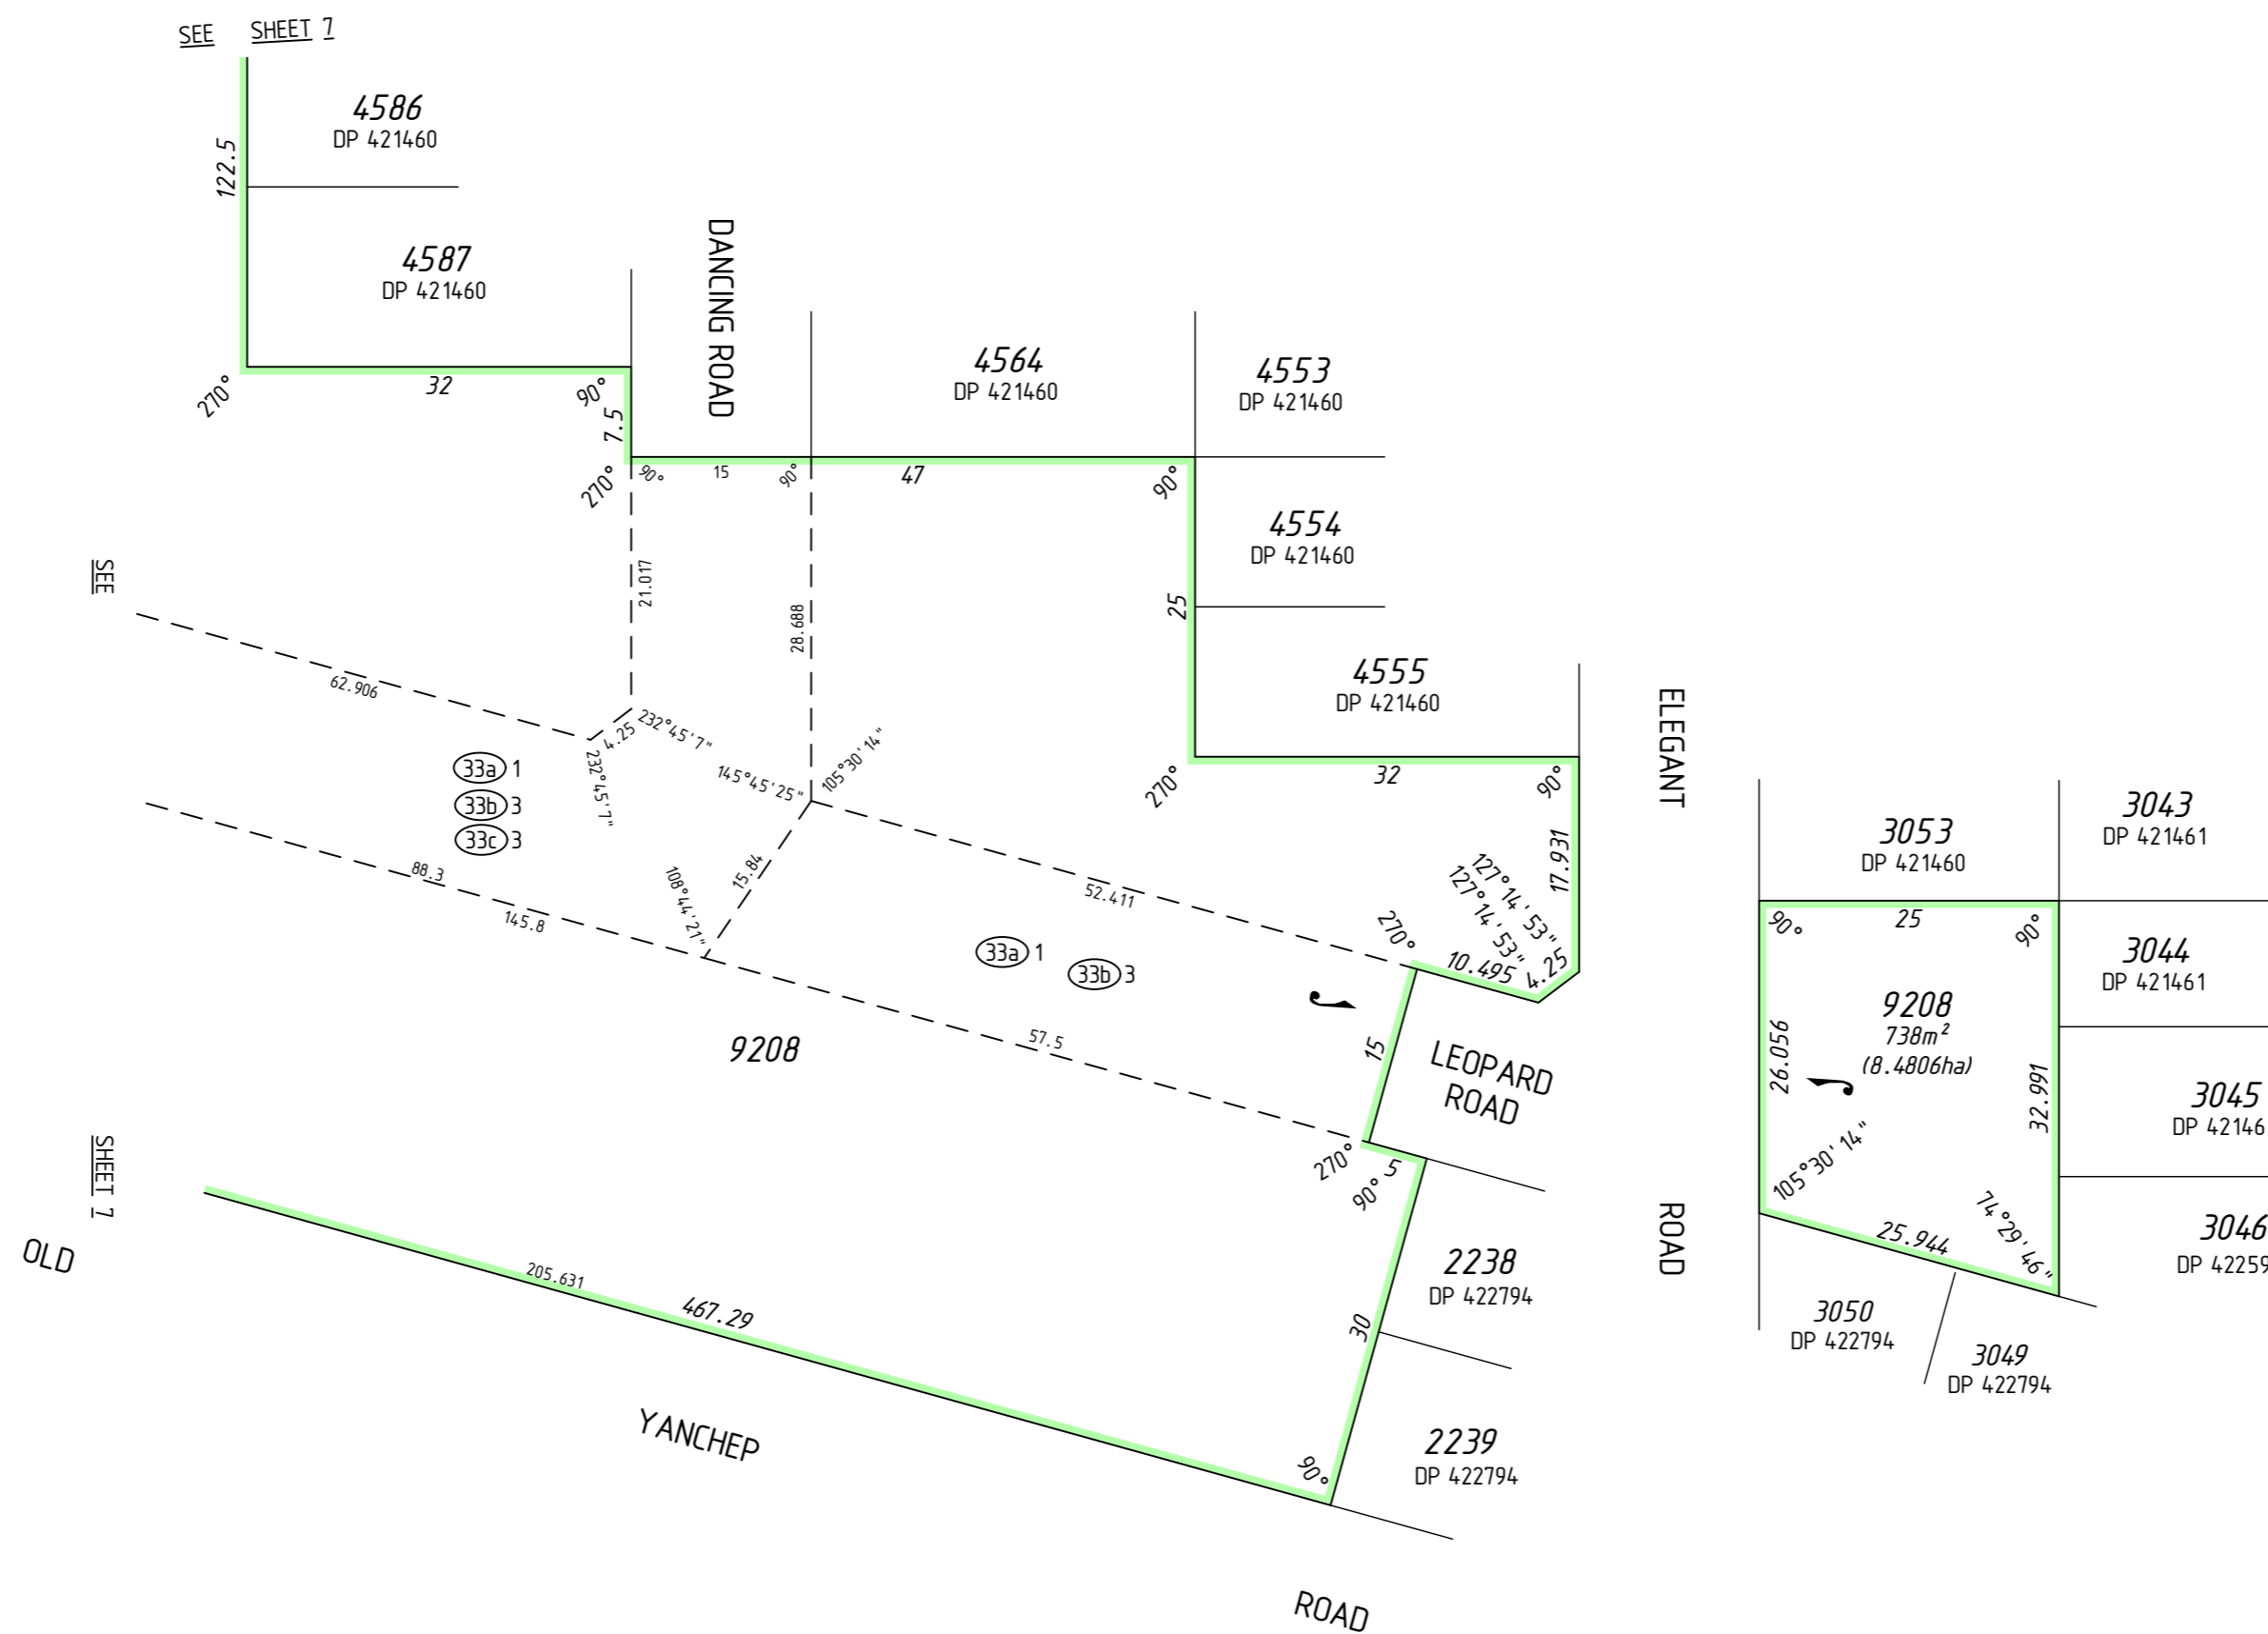 SEE SHEET 7
4586
DP 421460
122.5
4587
DP 421460
270°
32
90°
7.5
DANCING ROAD
4564
DP 421460
4553
DP 421460
270°
90°
15
90°
47
90°
4554
DP 421460
SEE
21.017
28.688
25
62.906
4.25
232°45'7"
232°45'7"
145°45'25"
105°30'14"
4555
DP 421460
270°
32
90°
ELEGANT
33a 1
33b 3
33c 3
88.3
145.8
108°44'21"
15.84
52.411
17.931
127°14'53"
127°14'53"
270°
10.495
4.25
33a 1
33b 3
9208
57.5
15
LEOPARD
ROAD
270°
5
90°
SHEET 7
OLD
205.631
467.29
YANCHEP
90°
ROAD
30
2238
DP 422794
2239
DP 422794
ROAD
3053
DP 421460
3043
DP 421461
90°
25
90°
3044
DP 421461
9208
738m²
(8.4806ha)
26.056
32.991
105°30'14"
74°29'46"
25.944
3045
DP 42146
3046
DP 42259
3050
DP 422794
3049
DP 422794